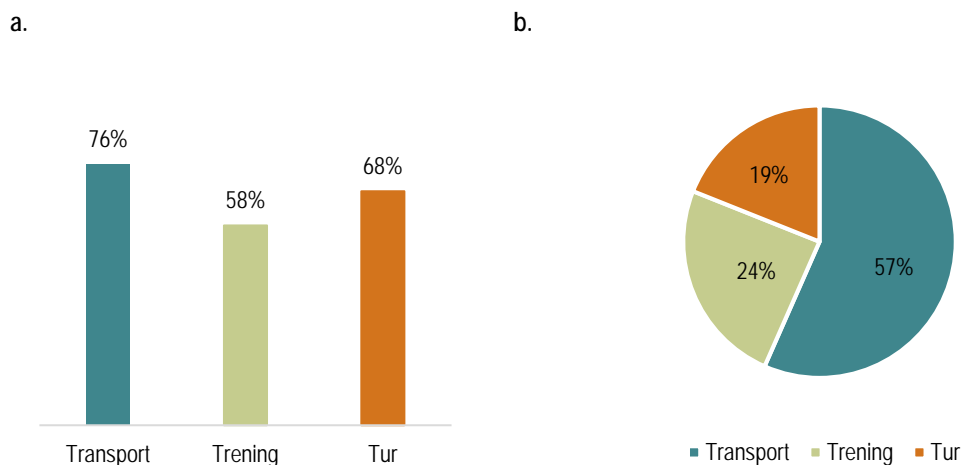 a.
b.
76%
58%
68%
Transport
Trening
Tur
19%
24%
57%
Transport Trening Tur